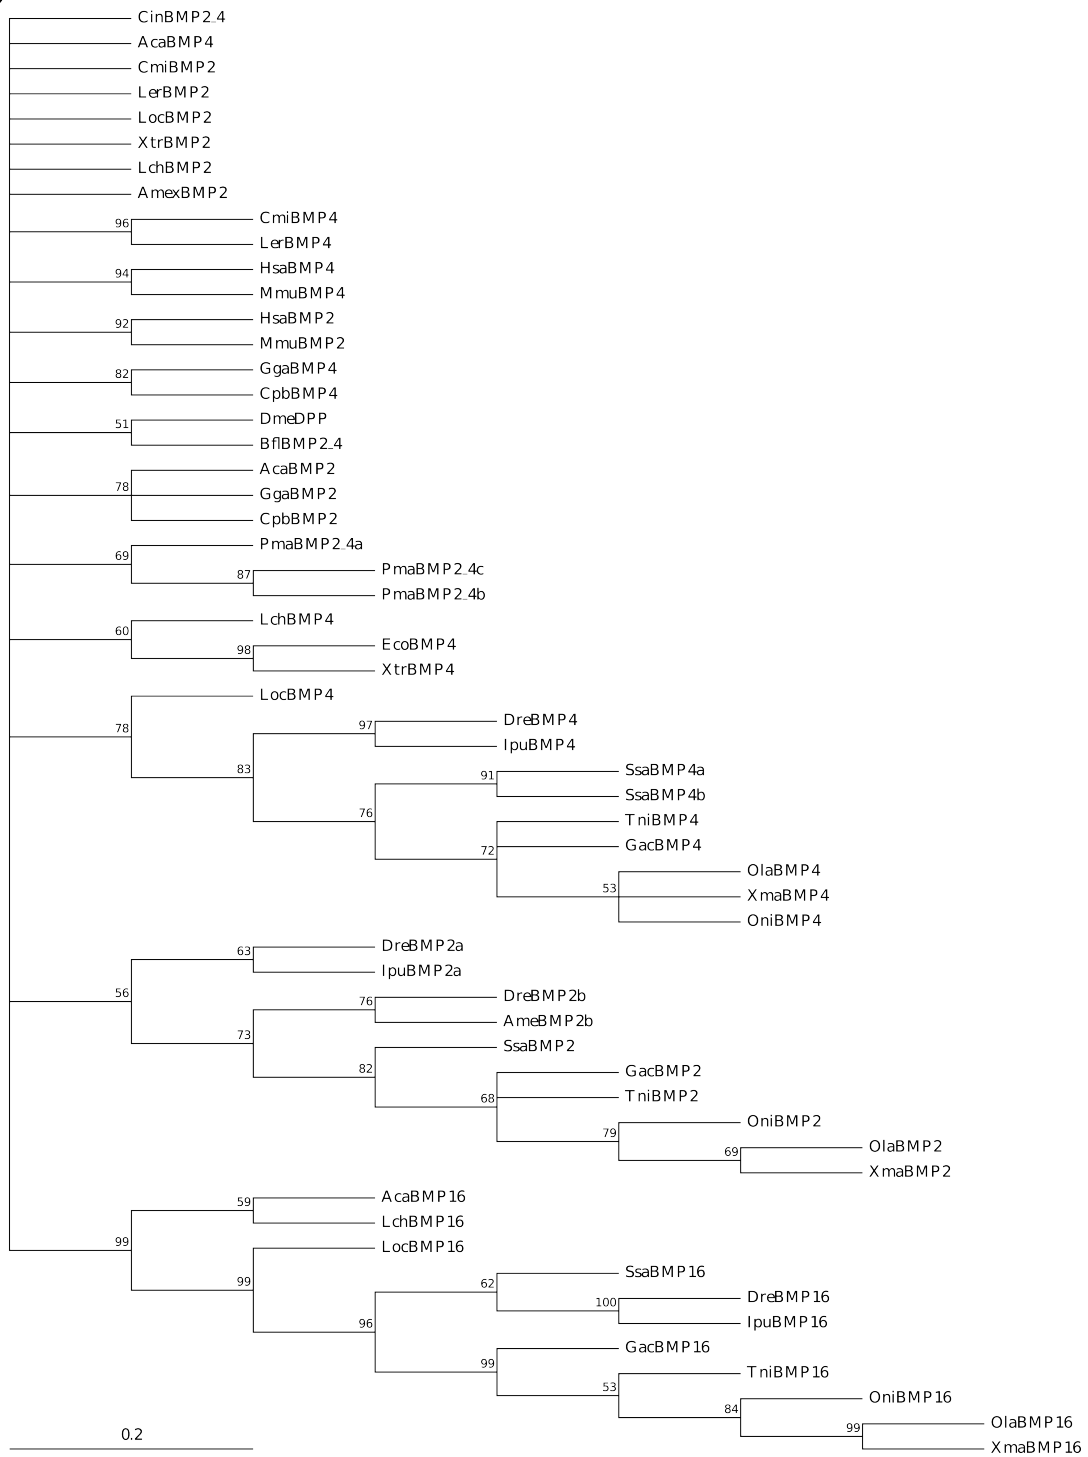 CinBMP2_4
AcaBMP4
CmiBMP2
LerBMP2
LocBMP2
XtrBMP2
LchBMP2
AmexBMP2
96
CmiBMP4
LerBMP4
94
HsaBMP4
MmuBMP4
92
HsaBMP2
MmuBMP2
82
GgaBMP4
CpbBMP4
51
DmeDPP
BflBMP2_4
78
AcaBMP2
GgaBMP2
CpbBMP2
69
PmaBMP2_4a
87
PmaBMP2_4c
PmaBMP2_4b
60
LchBMP4
98
EcoBMP4
XtrBMP4
78
LocBMP4
83
97
DreBMP4
IpuBMP4
76
91
SsaBMP4a
SsaBMP4b
72
TniBMP4
GacBMP4
53
OlaBMP4
XmaBMP4
OniBMP4
56
63
DreBMP2a
IpuBMP2a
73
76
DreBMP2b
AmeBMP2b
82
SsaBMP2
68
GacBMP2
TniBMP2
79
OniBMP2
69
OlaBMP2
XmaBMP2
99
59
AcaBMP16
LchBMP16
99
LocBMP16
96
62
SsaBMP16
100
DreBMP16
IpuBMP16
99
GacBMP16
53
TniBMP16
84
OniBMP16
99
OlaBMP16
XmaBMP16
0.2